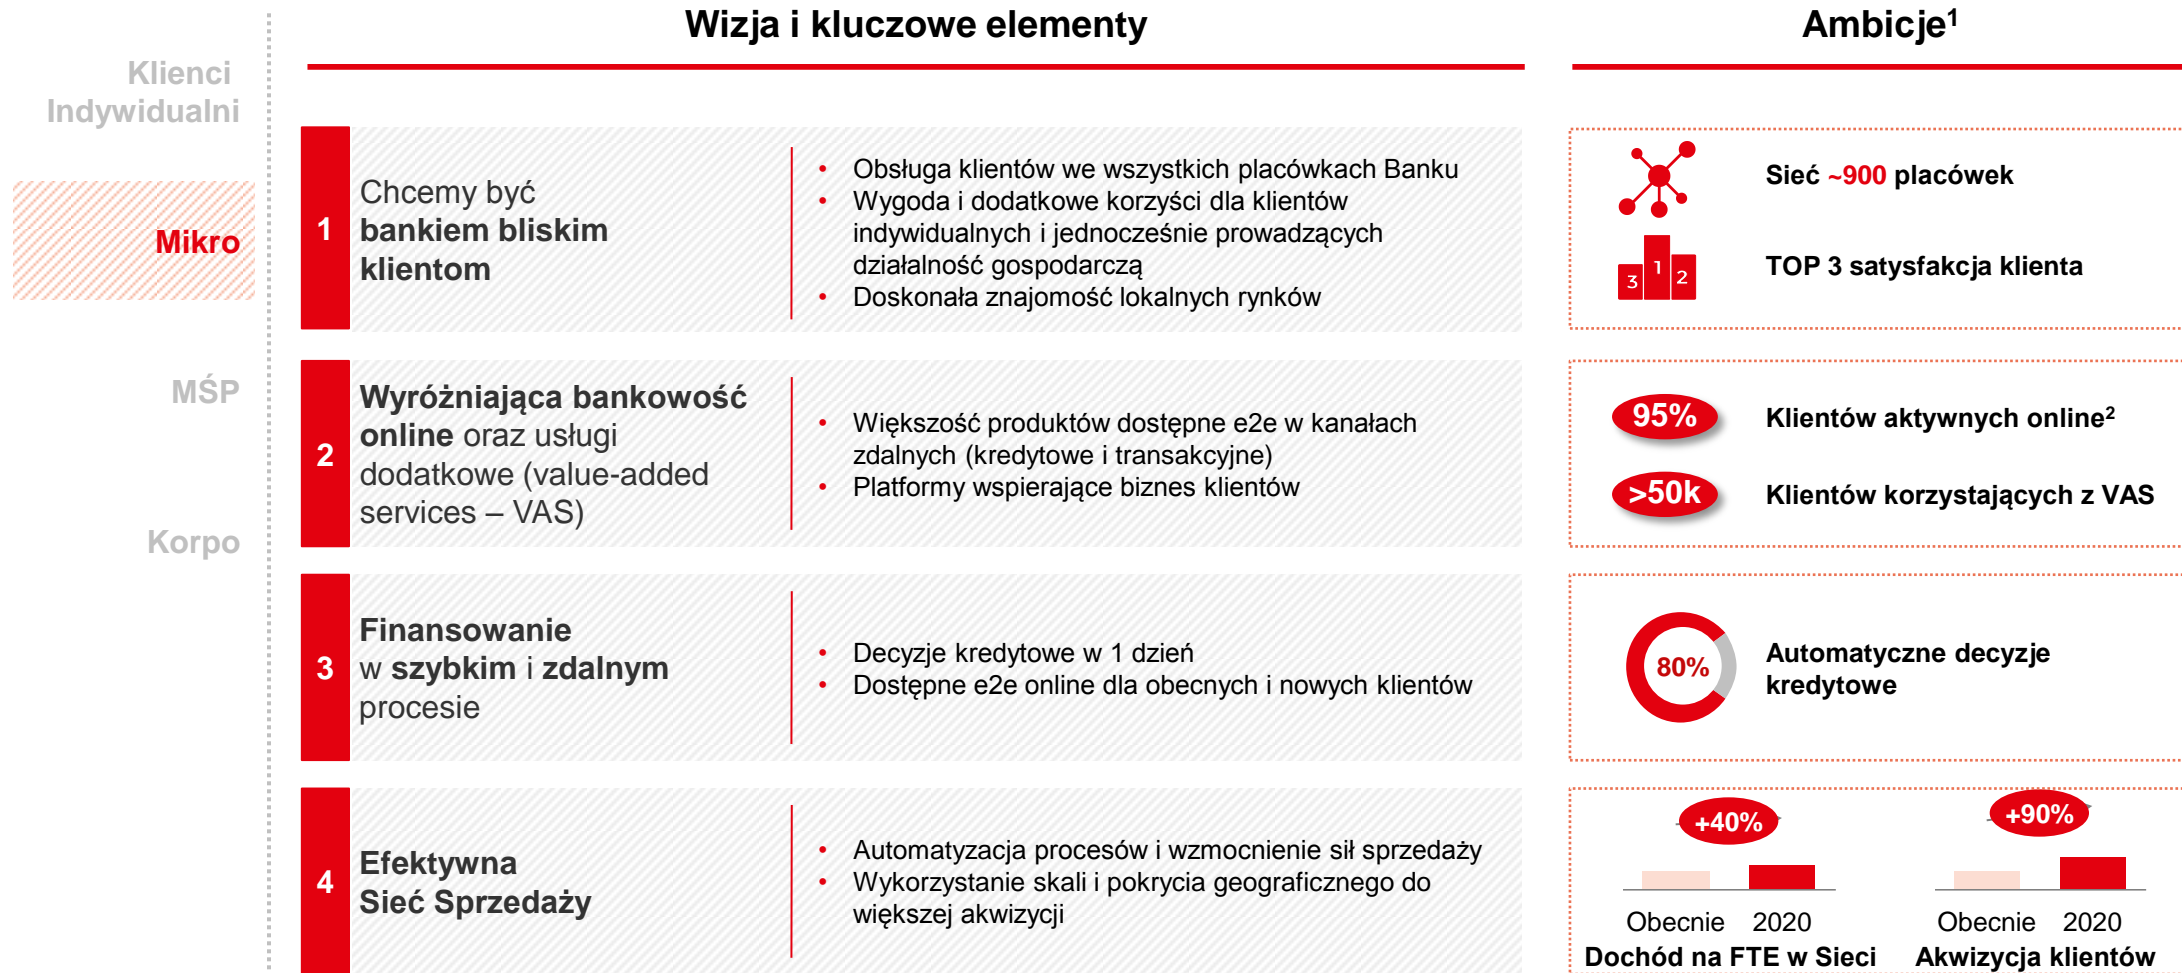 Wizja i kluczowe elementy
Ambicje¹
Klienci
Indywidualni
Mikro
MŚP
Korpo
1
Chcemy być
bankiem bliskim
klientom
• Obsługa klientów we wszystkich placówkach Banku
• Wygoda i dodatkowe korzyści dla klientów
indywidualnych i jednocześnie prowadzących
działalność gospodarczą
• Doskonała znajomość lokalnych rynków
Sieć ~900 placówek
3 1 2
TOP 3 satysfakcja klienta
2
Wyróżniająca bankowość
online oraz usługi
dodatkowe (value-added
services – VAS)
• Większość produktów dostępne e2e w kanałach
zdalnych (kredytowe i transakcyjne)
• Platformy wspierające biznes klientów
95%
Klientów aktywnych online²
>50k
Klientów korzystających z VAS
3
Finansowanie
w szybkim i zdalnym
procesie
• Decyzje kredytowe w 1 dzień
• Dostępne e2e online dla obecnych i nowych klientów
80%
Automatyczne decyzje
kredytowe
4
Efektywna
Sieć Sprzedaży
• Automatyzacja procesów i wzmocnienie sił sprzedaży
• Wykorzystanie skali i pokrycia geograficznego do
większej akwizycji
+40%
Obecnie 2020
Dochód na FTE w Sieci
+90%
Obecnie 2020
Akwizycja klientów